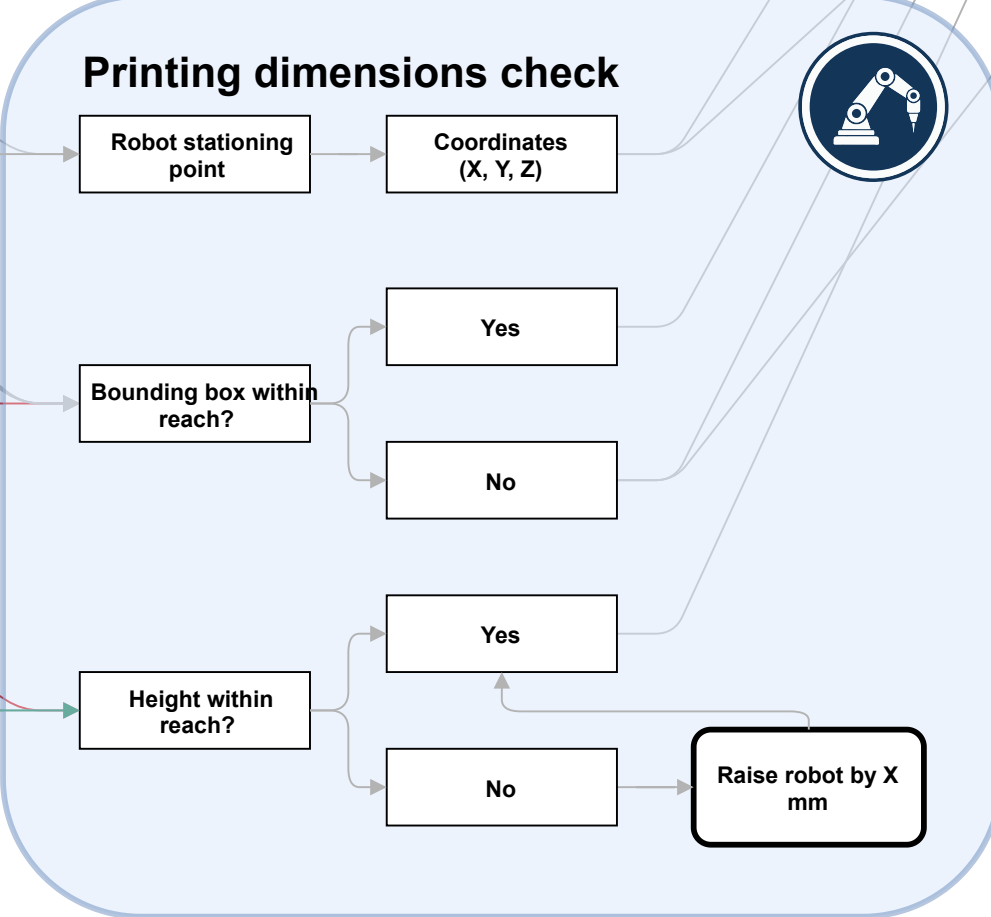 Printing dimensions check
Robot stationing
point
Coordinates
(X, Y, Z)
Yes
Bounding box within
reach?
No
Yes
Height within
reach?
No
Raise robot by X
mm